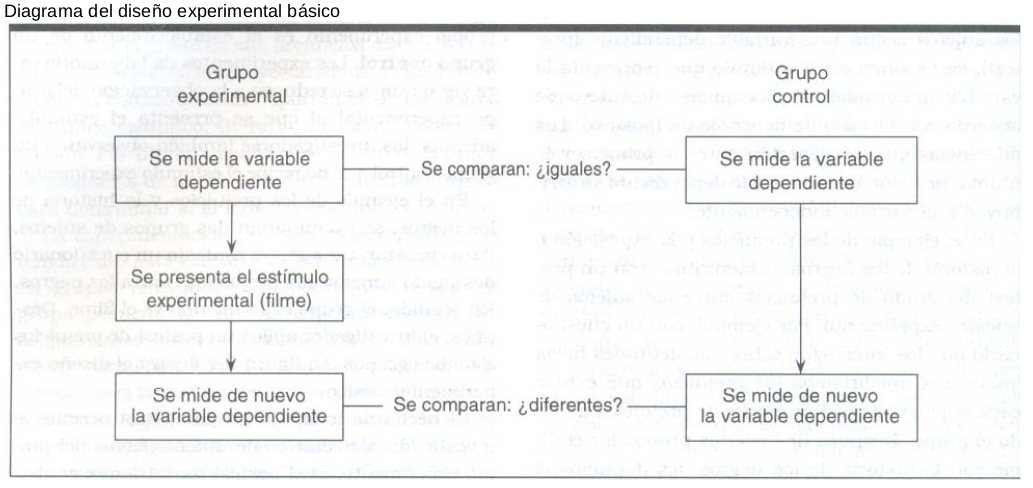 Diagrama del diseño experimental básico
Grupo
experimental
Grupo
control
Se mide la variable
dependiente
Se comparan: ¿iguales?
Se mide la variable
dependiente
Se presenta el estímulo
experimental (filme)
Se mide de nuevo
la variable dependiente
Se comparan: ¿diferentes?
Se mide de nuevo
la variable dependiente